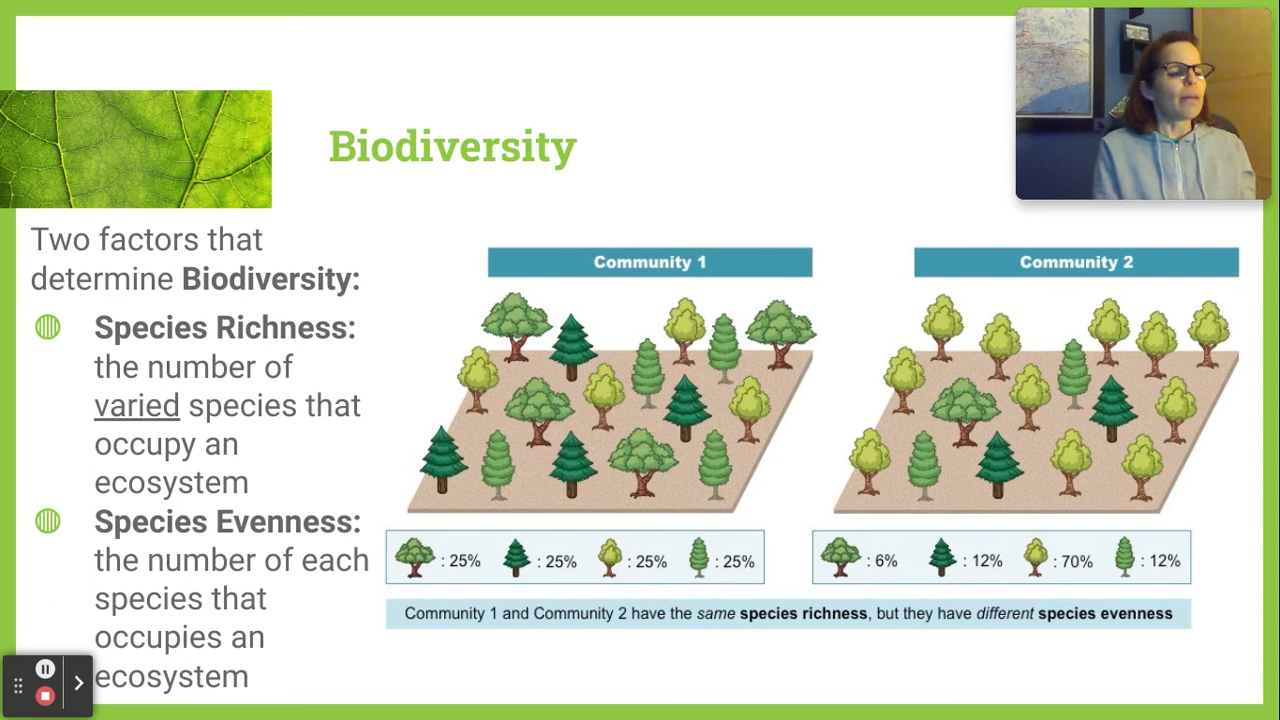 Biodiversity
Two factors that
determine Biodiversity:
Species Richness:
the number of
varied species that
occupy an
ecosystem
Species Evenness:
the number of each
species that
occupies an
ecosystem
Community 1
Community 2
: 25% : 25% : 25% : 25%
: 6% : 12% : 70% : 12%
Community 1 and Community 2 have the same species richness, but they have different species evenness